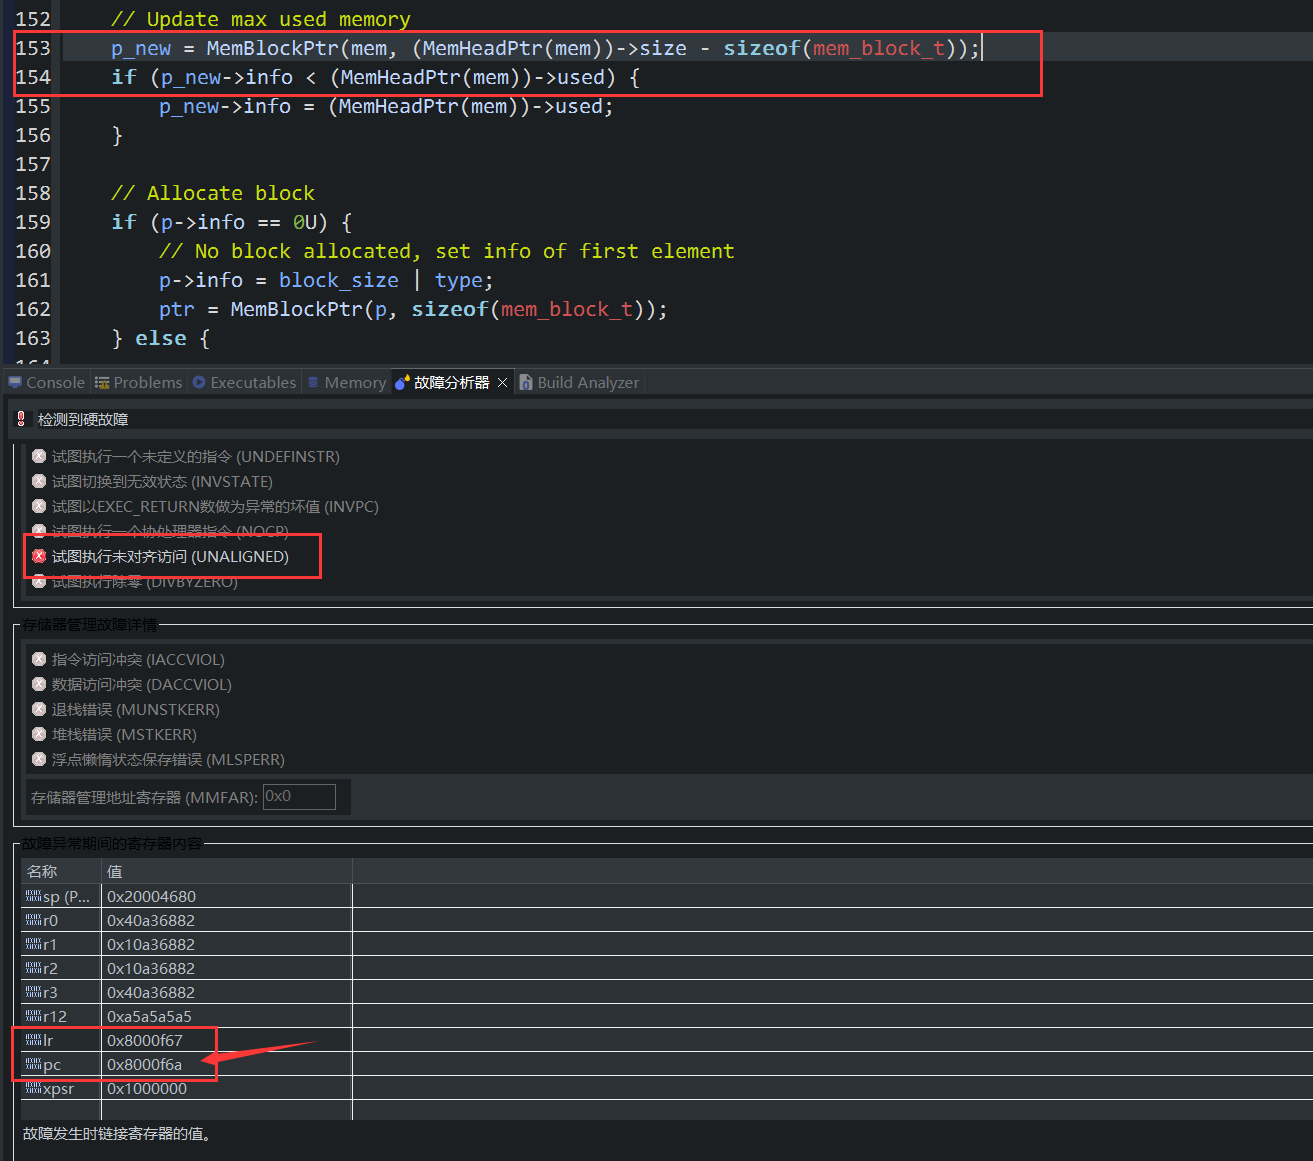 152 // Update max used memory
153 p_new = MemBlockPtr(mem, (MemHeadPtr(mem))->size - sizeof(mem_block_t));
154 if (p_new->info < (MemHeadPtr(mem))->used) {
155 p_new->info = (MemHeadPtr(mem))->used;
156 }
157
158 // Allocate block
159 if (p->info == 0U) {
160 // No block allocated, set info of first element
161 p->info = block_size | type;
162 ptr = MemBlockPtr(p, sizeof(mem_block_t));
163 } else {
Console Problems Executables Memory 故障分析器 Build Analyzer
检测到硬故障
试图执行一个未定义的指令 (UNDEFINSTR)
试图切换到无效状态 (INVSTATE)
试图以EXEC_RETURN数做为异常的坏值 (INVPC)
试图执行一个协处理器指令 (NOCP)
试图执行未对齐访问 (UNALIGNED)
试图执行除零 (DIVBYZERO)
存储器管理故障详情
指令访问冲突 (IACCVIOL)
数据访问冲突 (DACCVIOL)
退栈错误 (MUNSTKERR)
堆栈错误 (MSTKERR)
浮点懒惰状态保存错误 (MLSPERR)
存储器管理地址寄存器 (MMFAR): 0x0
故障异常期间的寄存器内容
名称 值
sp (P... 0x20004680
r0 0x40a36882
r1 0x10a36882
r2 0x10a36882
r3 0x40a36882
r12 0xa5a5a5a5
lr 0x8000f67
pc 0x8000f6a
xpsr 0x1000000
故障发生时链接寄存器的值。